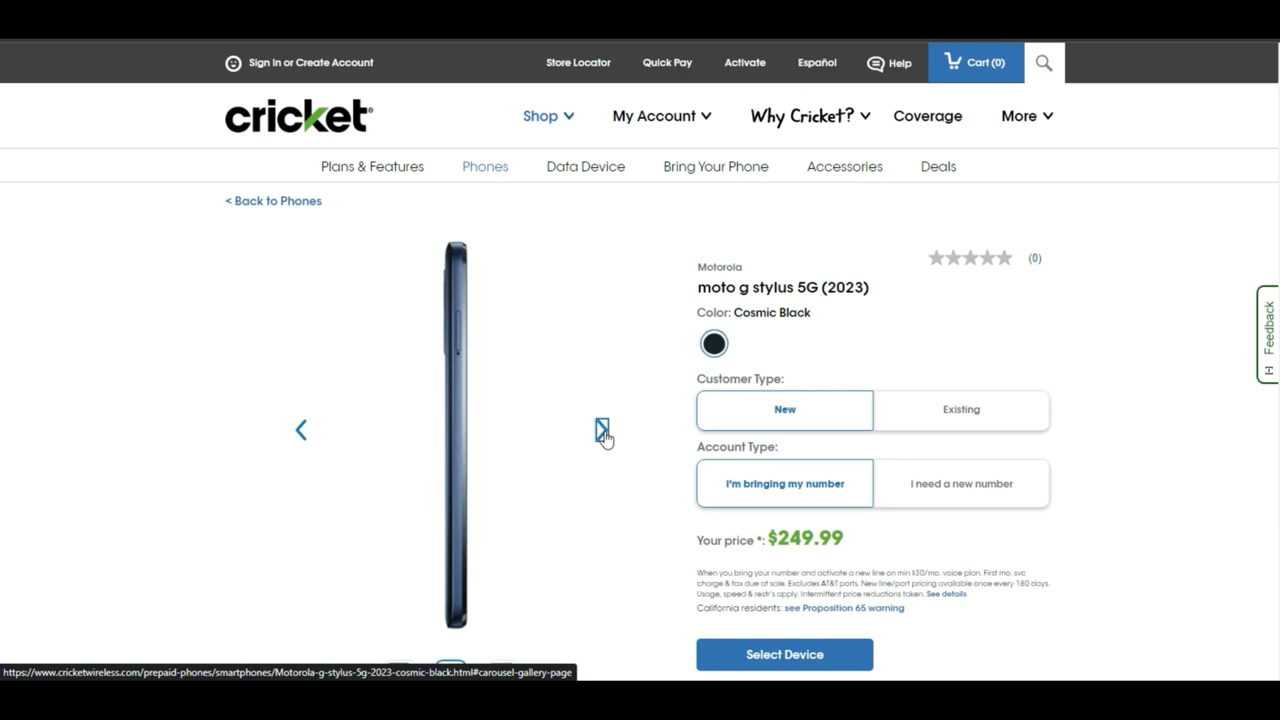 Sign In or Create Account
Store Locator
Quick Pay
Activate
Español
Help
Cart (0)
cricket
Shop
My Account
Why Cricket?
Coverage
More
Plans & Features
Phones
Data Device
Bring Your Phone
Accessories
Deals
< Back to Phones
Motorola
(0)
moto g stylus 5G (2023)
Color: Cosmic Black
Customer Type:
New
Existing
Account Type:
I'm bringing my number
I need a new number
Your price *: $249.99
When you bring your number and activate a new line on min $30/mo. voice plan. First mo. svc
charge & tax due at sale. Excludes AT&T ports. New line/port pricing available once every 180 days.
Usage, speed & restr's apply. Intermittent price reductions taken. See details
California residents: see Proposition 65 warning
Select Device
Feedback
https://www.cricketwireless.com/prepaid-phones/smartphones/Motorola-g-stylus-5g-2023-cosmic-black.html#carousel-gallery-page